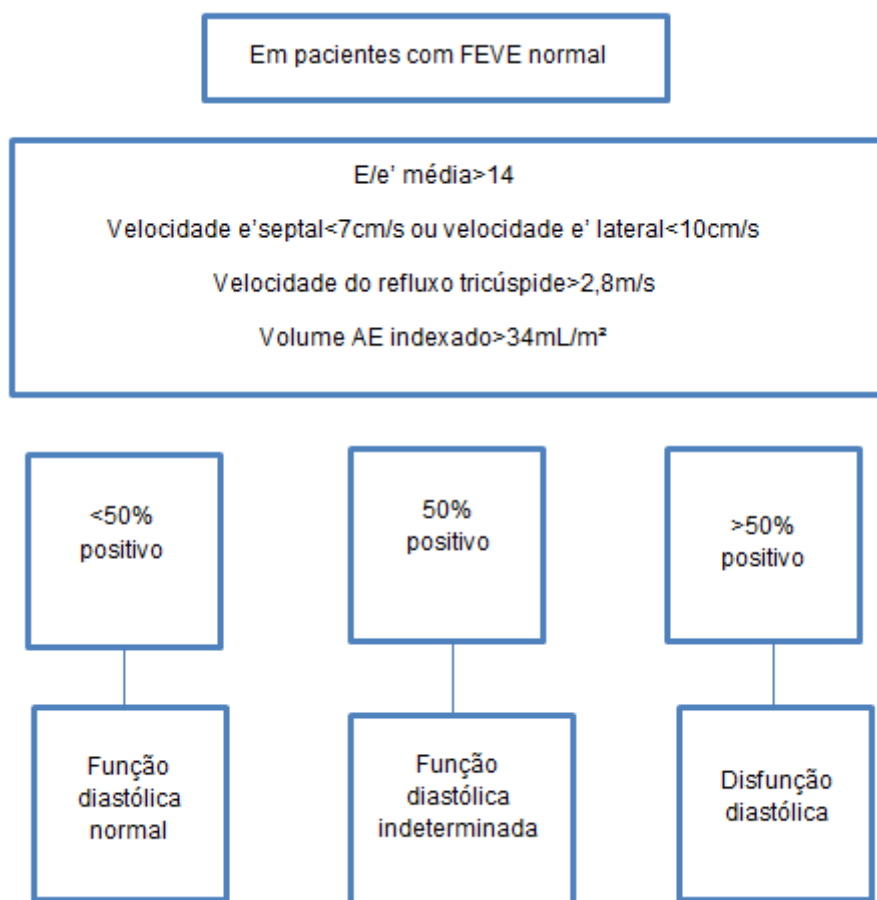 Em pacientes com FEVE normal
E/e' média>14
Velocidade e'septal<7cm/s ou velocidade e' lateral<10cm/s
Velocidade do refluxo tricúspide>2,8m/s
Volume AE indexado>34mL/m²
<50%
positivo
50%
positivo
>50%
positivo
Função
diastólica
normal
Função
diastólica
indeterminada
Disfunção
diastólica